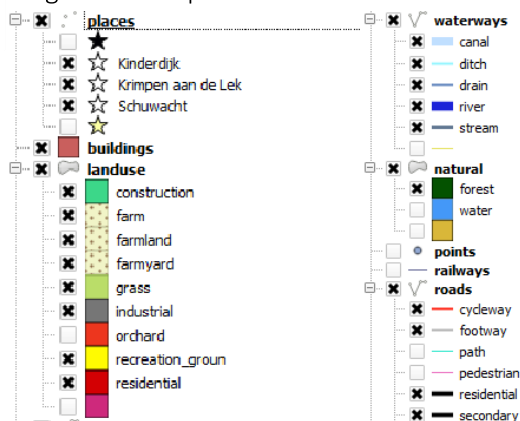 places
Kinderdijk
Krimpen aan de Lek
Schuwacht
buildings
landuse
construction
farm
farmland
farmyard
grass
industrial
orchard
recreation_groun
residential
waterways
canal
ditch
drain
river
stream
natural
forest
water
points
railways
roads
cycleway
footway
path
pedestrian
residential
secondary